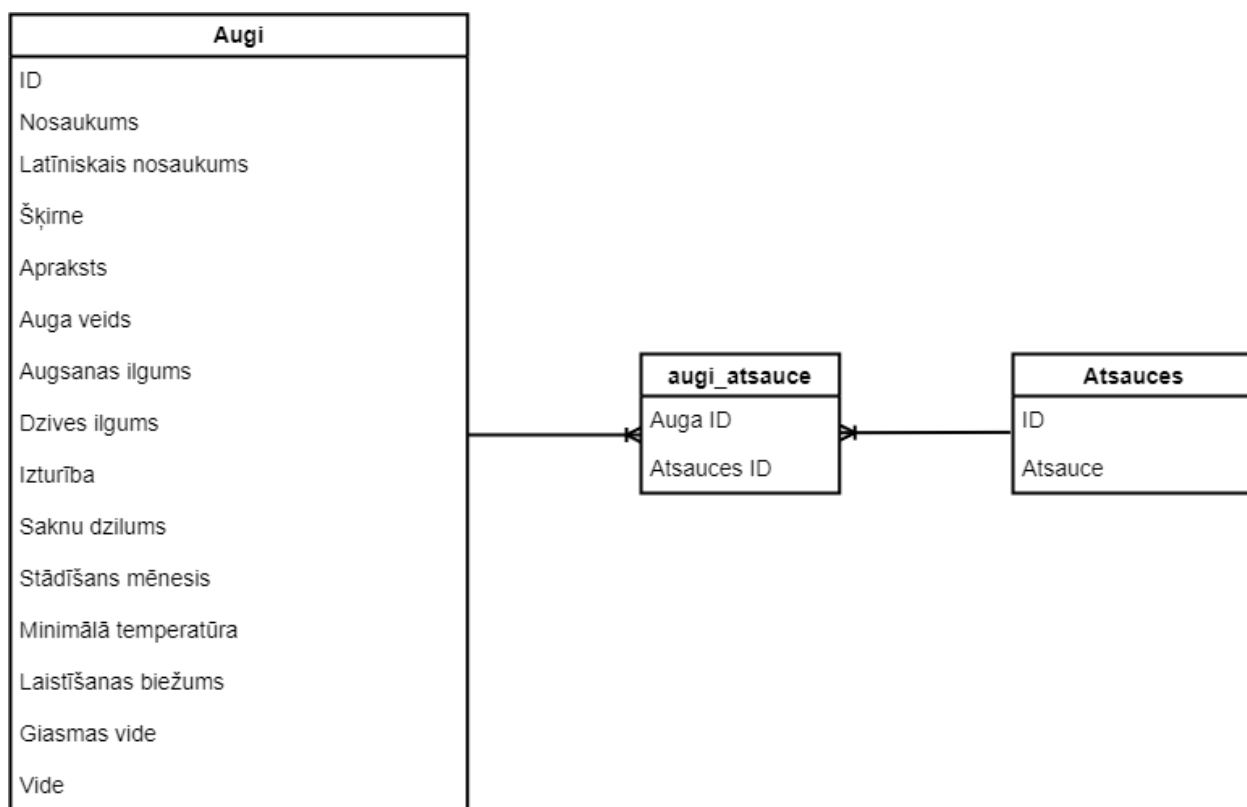 Augi
ID
Nosaukums
Latīniskais nosaukums
Šķirne
Apraksts
Auga veids
Augsanas ilgums
Dzives ilgums
Izturība
Saknu dzilums
Stādīšans mēnesis
Minimālā temperatūra
Laistīšanas biežums
Giasmas vide
Vide
augi_atsauce
Auga ID
Atsauces ID
Atsauces
ID
Atsauce